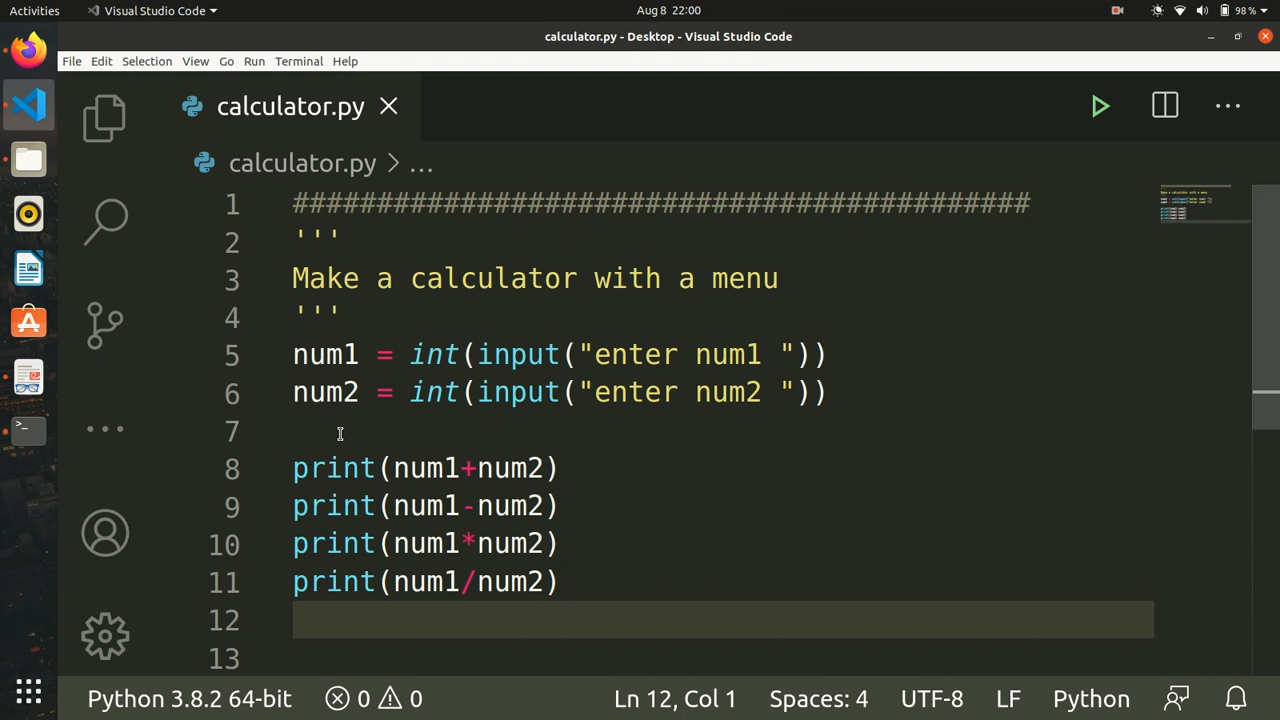 Activities
Visual Studio Code
Aug 8 22:00
98%
calculator.py - Desktop - Visual Studio Code
File Edit Selection View Go Run Terminal Help
calculator.py
calculator.py > ...
1 ############################################
2 '''
3 Make a calculator with a menu
4 '''
5 num1 = int(input("enter num1 "))
6 num2 = int(input("enter num2 "))
7
8 print(num1+num2)
9 print(num1-num2)
10 print(num1*num2)
11 print(num1/num2)
12
13
Python 3.8.2 64-bit 0 0 Ln 12, Col 1 Spaces: 4 UTF-8 LF Python